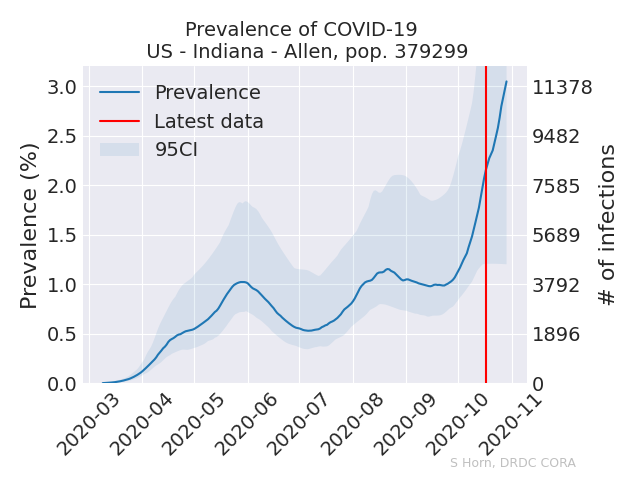 Prevalence of COVID-19
US - Indiana - Allen, pop. 379299
Prevalence
Latest data
95CI
Prevalence (%)
3.0
2.5
2.0
1.5
1.0
0.5
0.0
11378
9482
7585
5689
3792
1896
0
# of infections
2020-03
2020-04
2020-05
2020-06
2020-07
2020-08
2020-09
2020-10
2020-11
S Horn, DRDC CORA